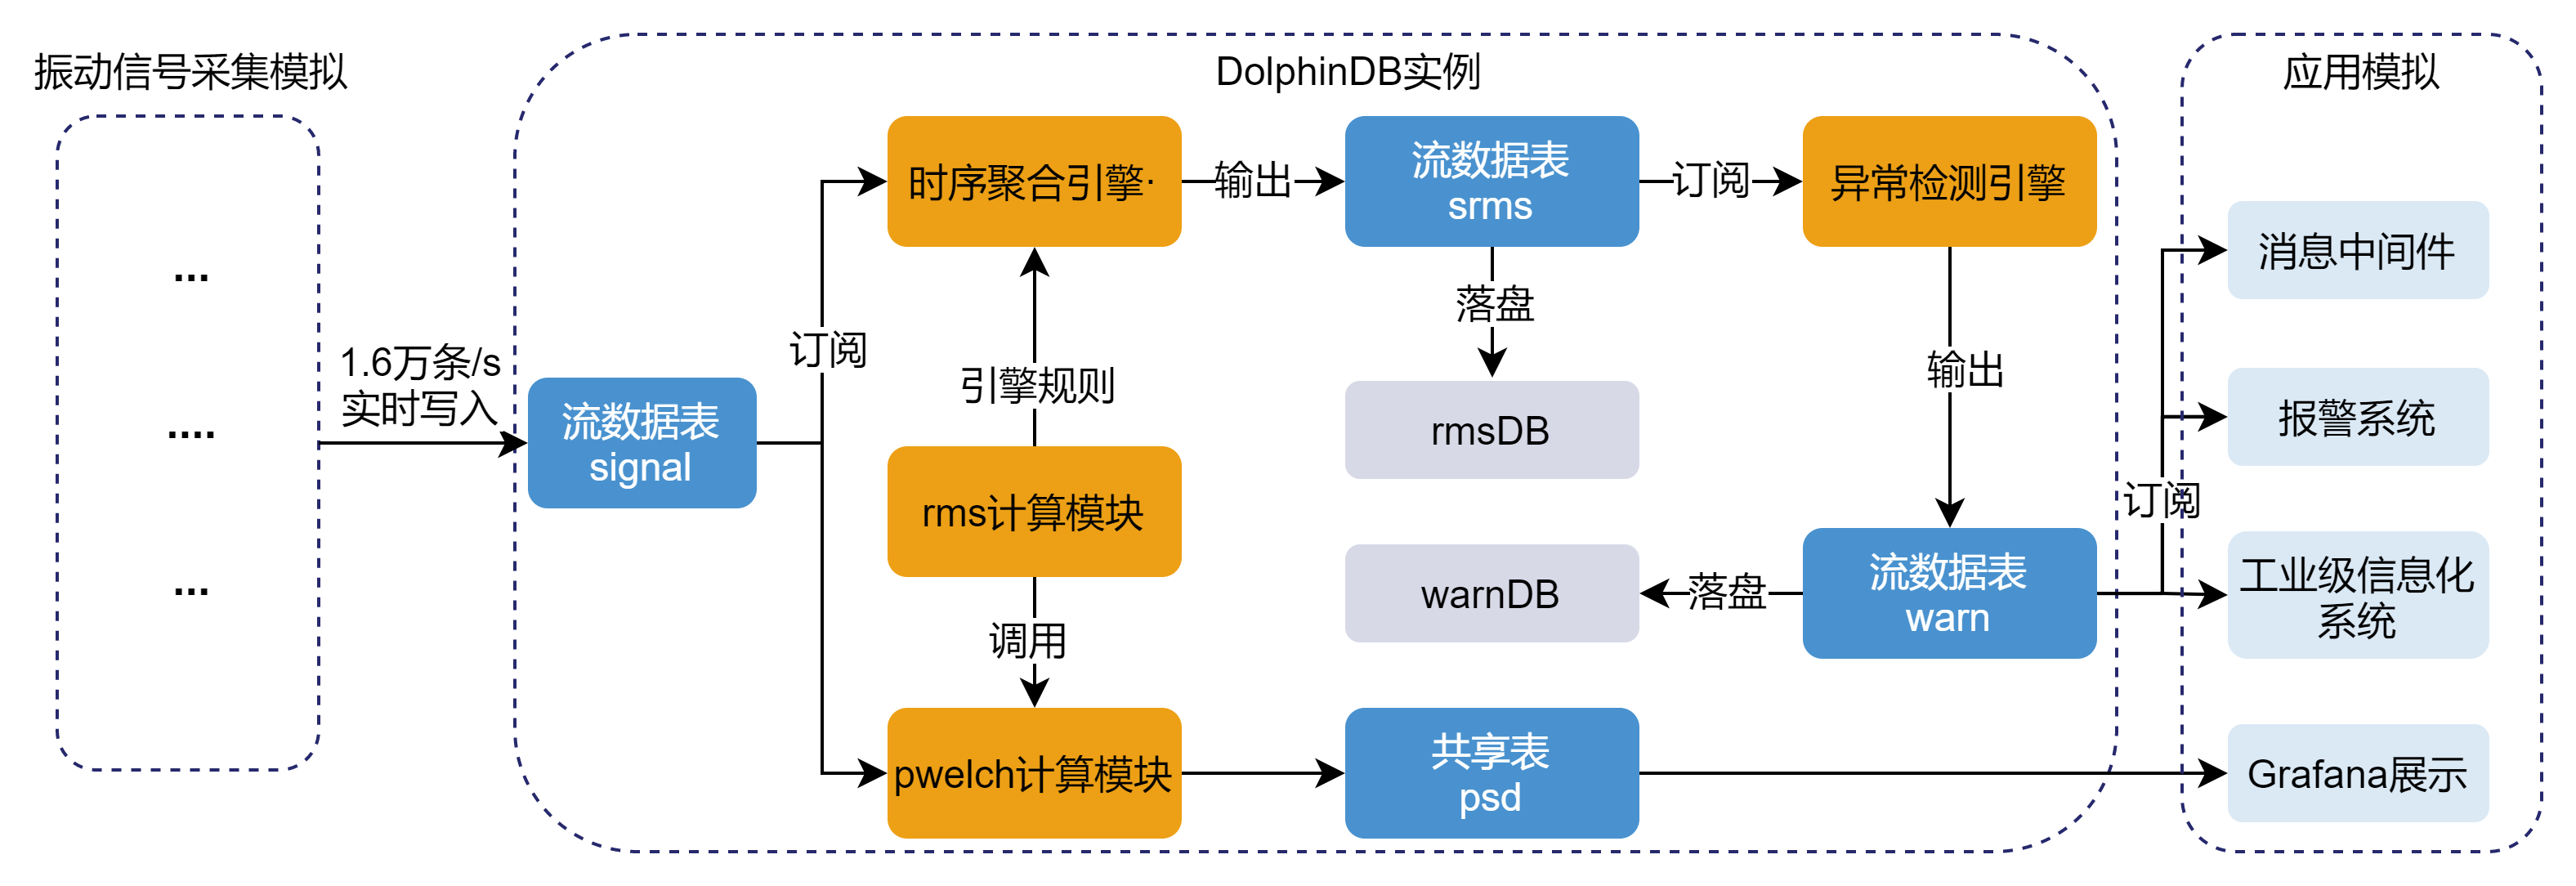 振动信号采集模拟
...
....
...
1.6万条/s
实时写入
DolphinDB实例
流数据表
signal
订阅
时序聚合引擎·
引擎规则
rms计算模块
调用
pwelch计算模块
输出
流数据表
srms
落盘
rmsDB
warnDB
共享表
psd
订阅
异常检测引擎
输出
落盘
流数据表
warn
订阅
应用模拟
消息中间件
报警系统
工业级信息化
系统
Grafana展示